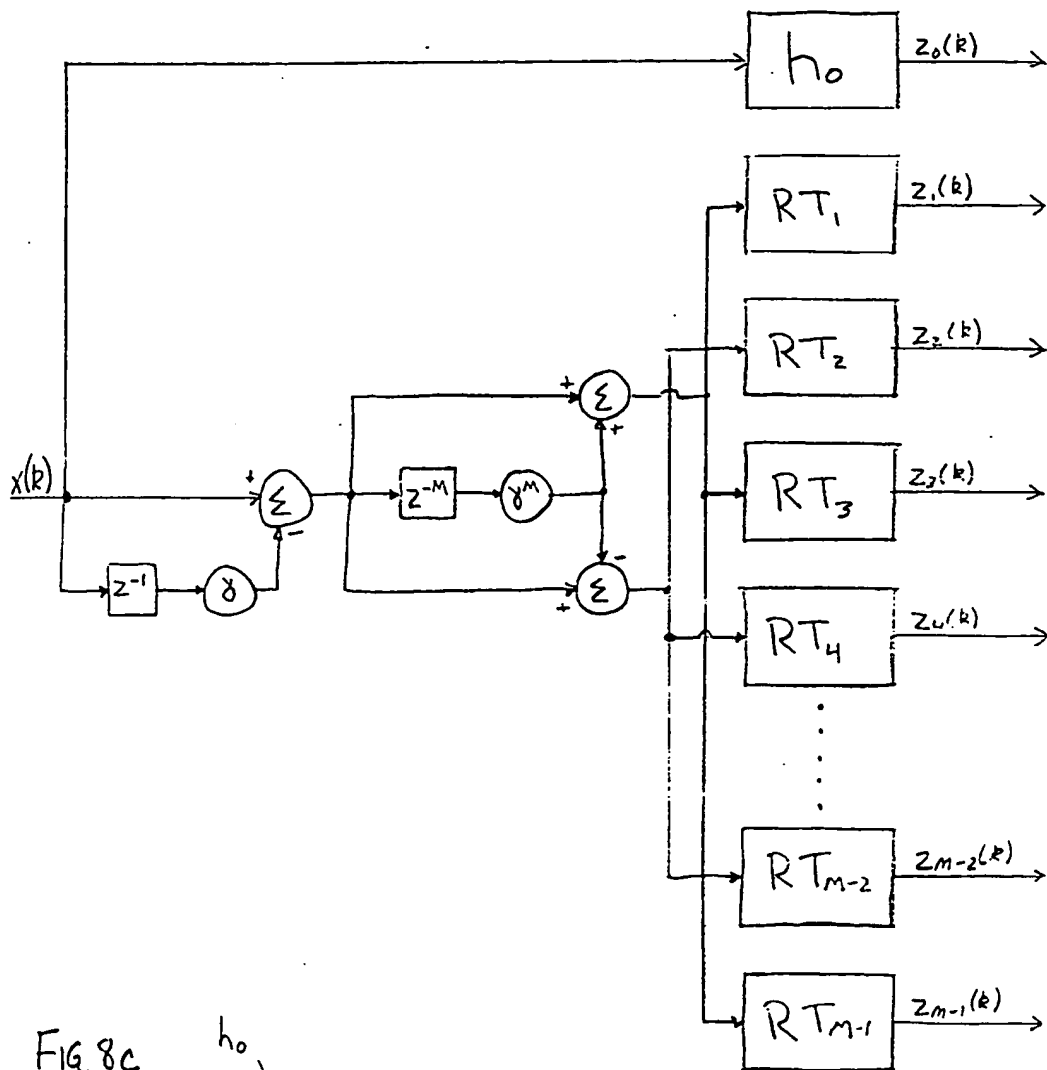 h₀
z₀(k)
RT₁
z₁(k)
RT₂
z₂(k)
+ Σ
+
x(k)
+ Σ
−
z⁻ᴹ
γᴹ
RT₃
z₃(k)
z⁻¹
γ
−
+ Σ
RT₄
z₄(k)
RTₘ₋₂
zₘ₋₂(k)
RTₘ₋₁
zₘ₋₁(k)
FIG. 8c
h₀,